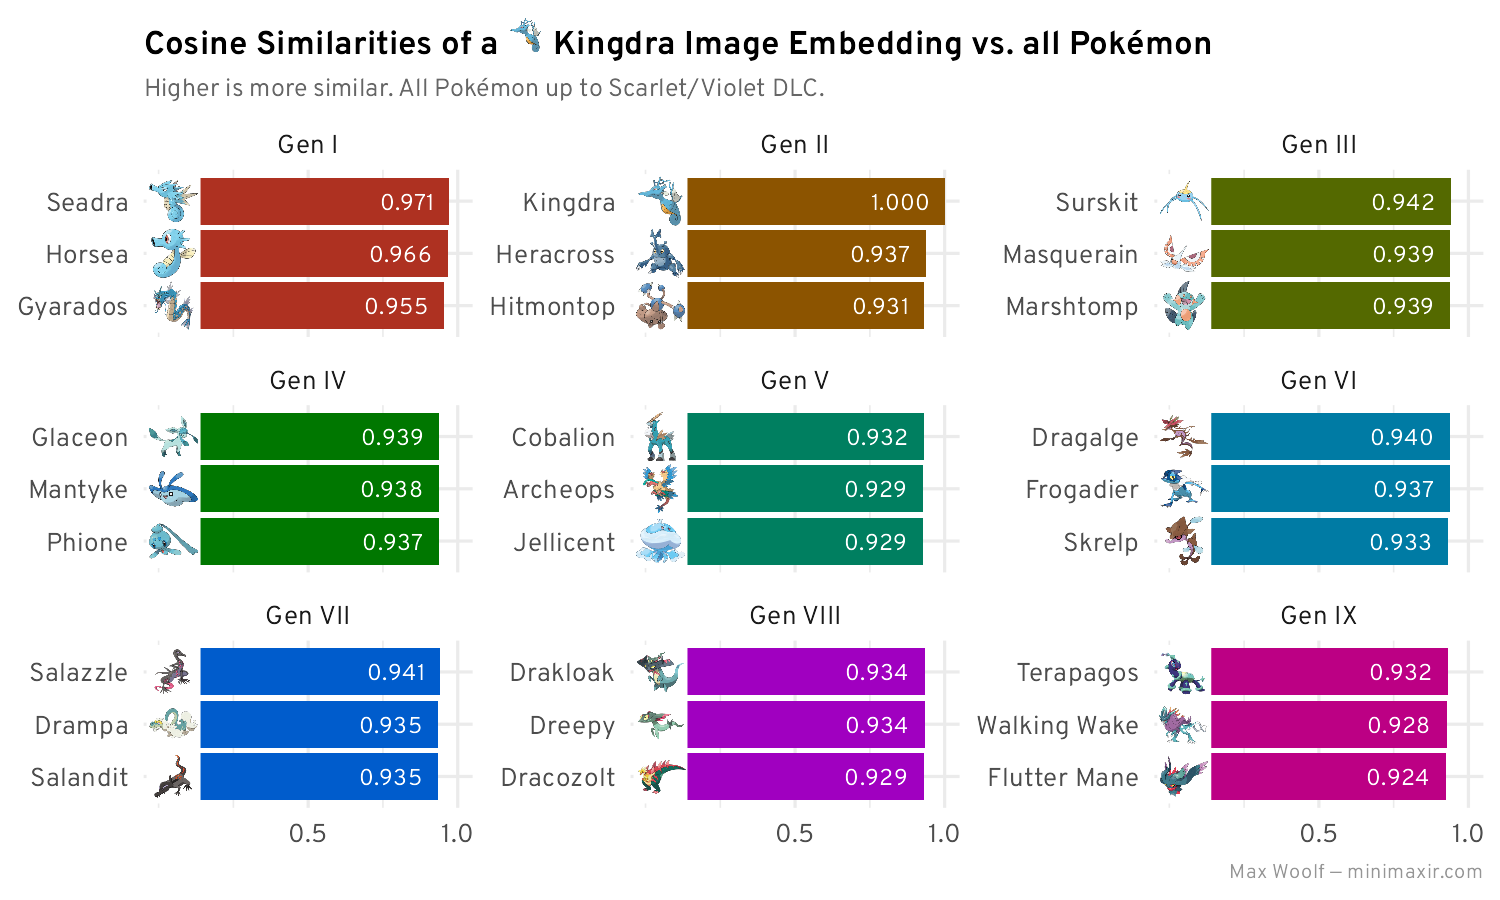 Cosine Similarities of a Kingdra Image Embedding vs. all Pokémon
Higher is more similar. All Pokémon up to Scarlet/Violet DLC.
Gen I
Seadra 0.971
Horsea 0.966
Gyarados 0.955
Gen II
Kingdra 1.000
Heracross 0.937
Hitmontop 0.931
Gen III
Surskit 0.942
Masquerain 0.939
Marshtomp 0.939
Gen IV
Glaceon 0.939
Mantyke 0.938
Phione 0.937
Gen V
Cobalion 0.932
Archeops 0.929
Jellicent 0.929
Gen VI
Dragalge 0.940
Frogadier 0.937
Skrelp 0.933
Gen VII
Salazzle 0.941
Drampa 0.935
Salandit 0.935
0.5 1.0
Gen VIII
Drakloak 0.934
Dreepy 0.934
Dracozolt 0.929
0.5 1.0
Gen IX
Terapagos 0.932
Walking Wake 0.928
Flutter Mane 0.924
0.5 1.0
Max Woolf — minimaxir.com